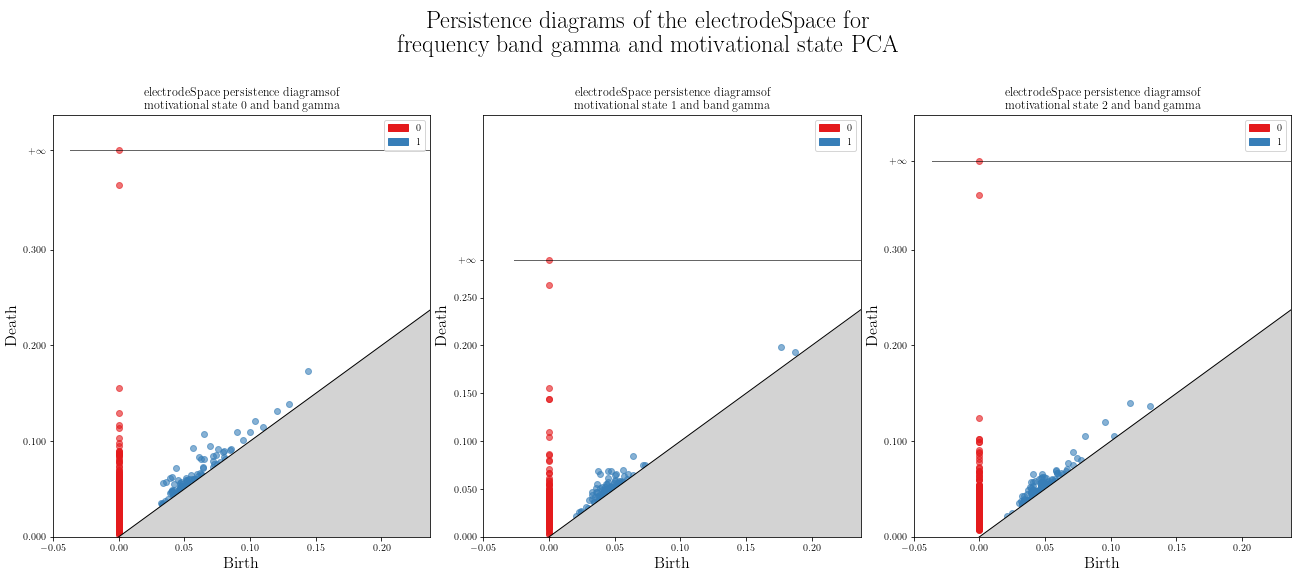 Persistence diagrams of the electrodeSpace for
frequency band gamma and motivational state PCA
electrodeSpace persistence diagramsof
motivational state 0 and band gamma
0
1
+∞
0.300
0.200
0.100
0.000
Death
−0.05 0.00 0.05 0.10 0.15 0.20
Birth
electrodeSpace persistence diagramsof
motivational state 1 and band gamma
0
1
+∞
0.250
0.200
0.150
0.100
0.050
0.000
Death
−0.05 0.00 0.05 0.10 0.15 0.20
Birth
electrodeSpace persistence diagramsof
motivational state 2 and band gamma
0
1
+∞
0.300
0.200
0.100
0.000
Death
−0.05 0.00 0.05 0.10 0.15 0.20
Birth